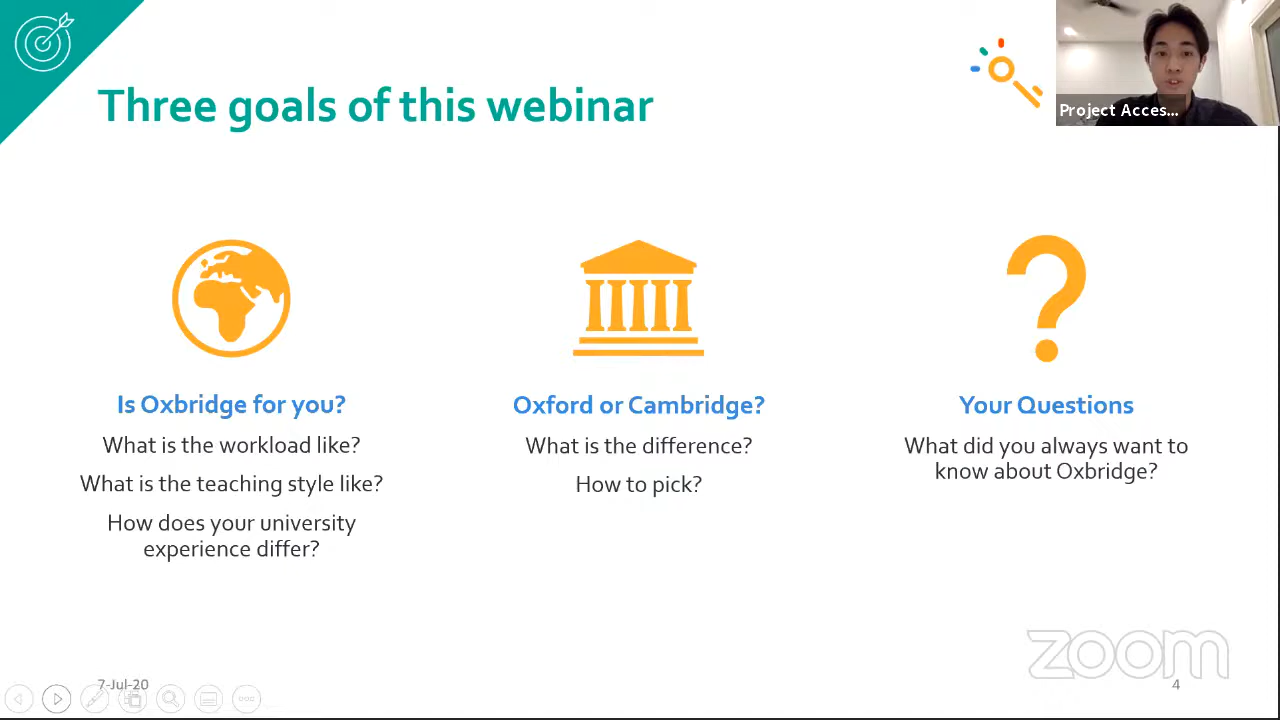 Three goals of this webinar
Project Acces...
Is Oxbridge for you?
What is the workload like?
What is the teaching style like?
How does your university
experience differ?
Oxford or Cambridge?
What is the difference?
How to pick?
Your Questions
What did you always want to
know about Oxbridge?
zoom
7-Jul-20
4